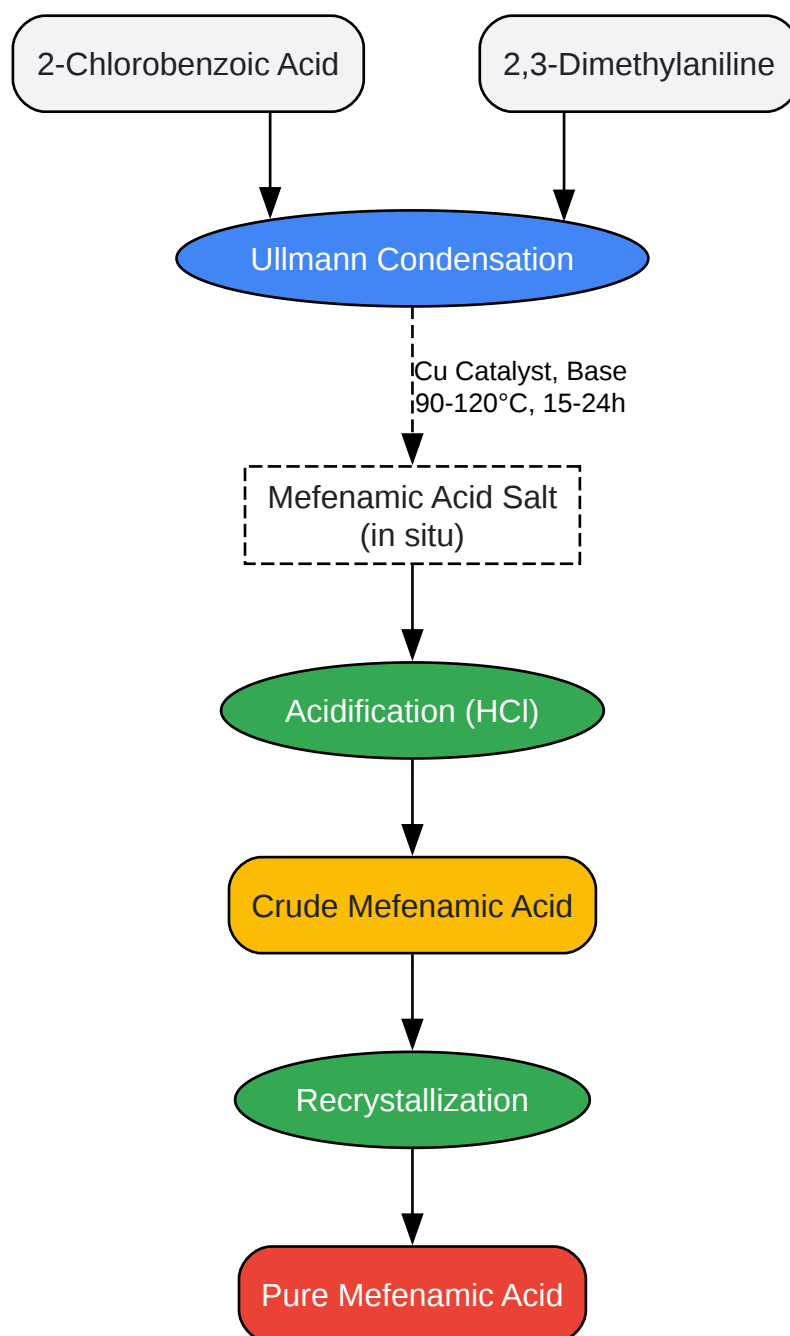 2-Chlorobenzoic Acid
2,3-Dimethylaniline
Ullmann Condensation
Cu Catalyst, Base
90-120°C, 15-24h
Mefenamic Acid Salt
(in situ)
Acidification (HCl)
Crude Mefenamic Acid
Recrystallization
Pure Mefenamic Acid